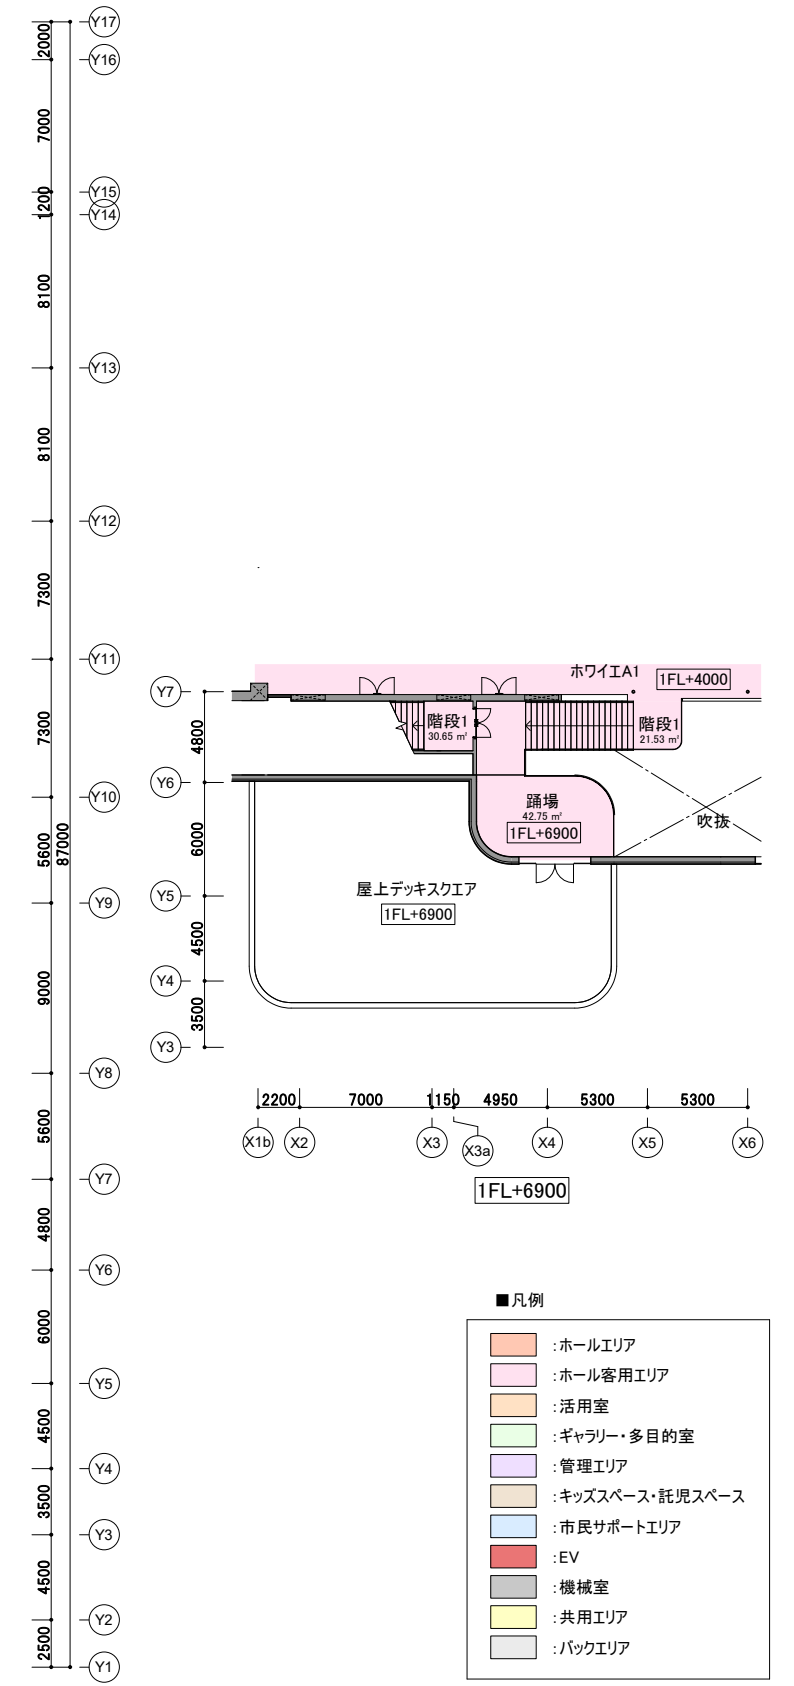 Y17
2000
Y16
7000
Y15
1200
Y14
8100
Y13
8100
Y12
7300
Y11
7300
Y10
5600
87000
Y9
9000
Y8
5600
Y7
4800
Y6
6000
Y5
4500
Y4
3500
Y3
4500
Y2
2500
Y1
Y7
4800
Y6
6000
Y5
4500
Y4
3500
Y3
ホワイエA1
1FL+4000
階段1
30.65 ㎡
階段1
21.53 ㎡
踊場
42.75 ㎡
1FL+6900
吹抜
屋上デッキスクエア
1FL+6900
2200 7000 1150 4950 5300 5300
X1b X2 X3 X3a X4 X5 X6
1FL+6900
■凡例
:ホールエリア
:ホール客用エリア
:活用室
:ギャラリー・多目的室
:管理エリア
:キッズスペース・託児スペース
:市民サポートエリア
:EV
:機械室
:共用エリア
:バックエリア